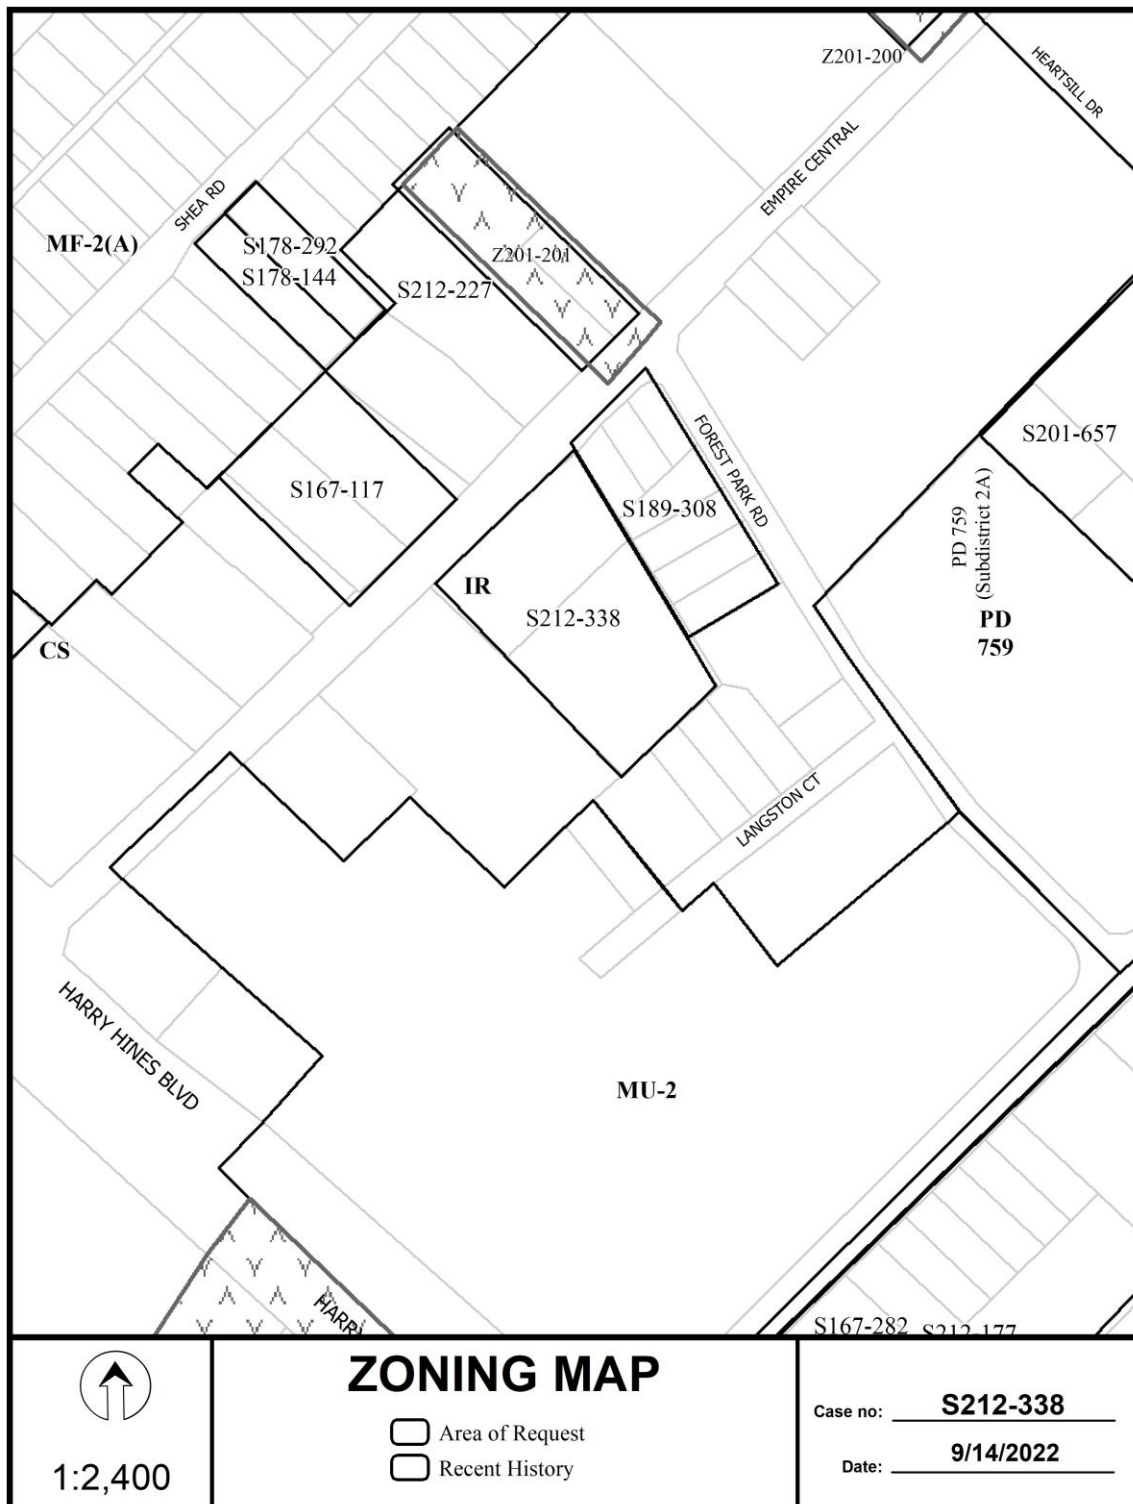 Z201-200
HEARTSILL DR
EMPIRE CENTRAL
SHEA RD
MF-2(A)
S178-292
S178-144
Z201-201
S212-227
FOREST PARK RD
S201-657
S167-117
S189-308
PD 759
(Subdistrict 2A)
IR
S212-338
PD
759
CS
LANGSTON CT
HARRY HINES BLVD
MU-2
HARRY
S167-282
S212-177
1:2,400
ZONING MAP
Area of Request
Recent History
Case no: S212-338
Date: 9/14/2022